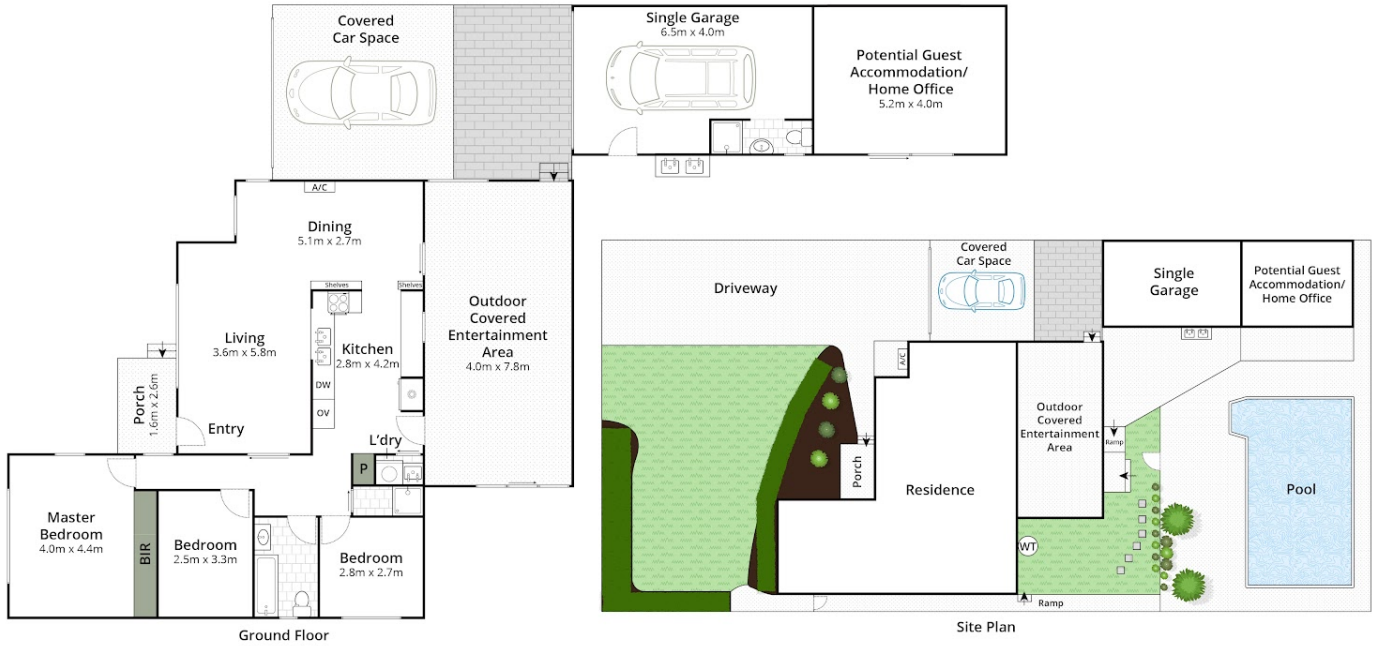 Covered
Car Space
Single Garage
6.5m x 4.0m
Potential Guest
Accommodation/
Home Office
5.2m x 4.0m
A/C
Dining
5.1m x 2.7m
Shelves
Shelves
Outdoor
Covered
Entertainment
Area
4.0m x 7.8m
Living
3.6m x 5.8m
Kitchen
2.8m x 4.2m
DW
OV
Porch
1.6m x 2.6m
Entry
L'dry
P
Master
Bedroom
4.0m x 4.4m
BIR
Bedroom
2.5m x 3.3m
Bedroom
2.8m x 2.7m
Ground Floor
Driveway
Covered
Car Space
Single
Garage
Potential Guest
Accommodation/
Home Office
A/C
Outdoor
Covered
Entertainment
Area
Ramp
Porch
Residence
Pool
WT
Ramp
Site Plan